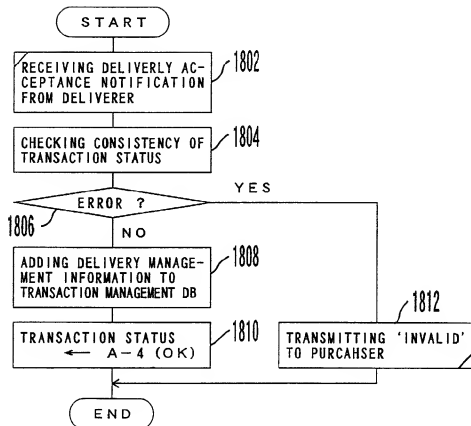 START
RECEIVING DELIVERLY AC-
CEPTANCE NOTIFICATION
FROM DELIVERER
1802
CHECKING CONSISTENCY OF
TRANSACTION STATUS
1804
ERROR ?
YES
1806
NO
ADDING DELIVERY MANAGE-
MENT INFORMATION TO
TRANSACTION MANAGEMENT DB
1808
TRANSACTION STATUS
← A-4 (OK)
1810
TRANSMITTING 'INVALID'
TO PURCAHSER
1812
END